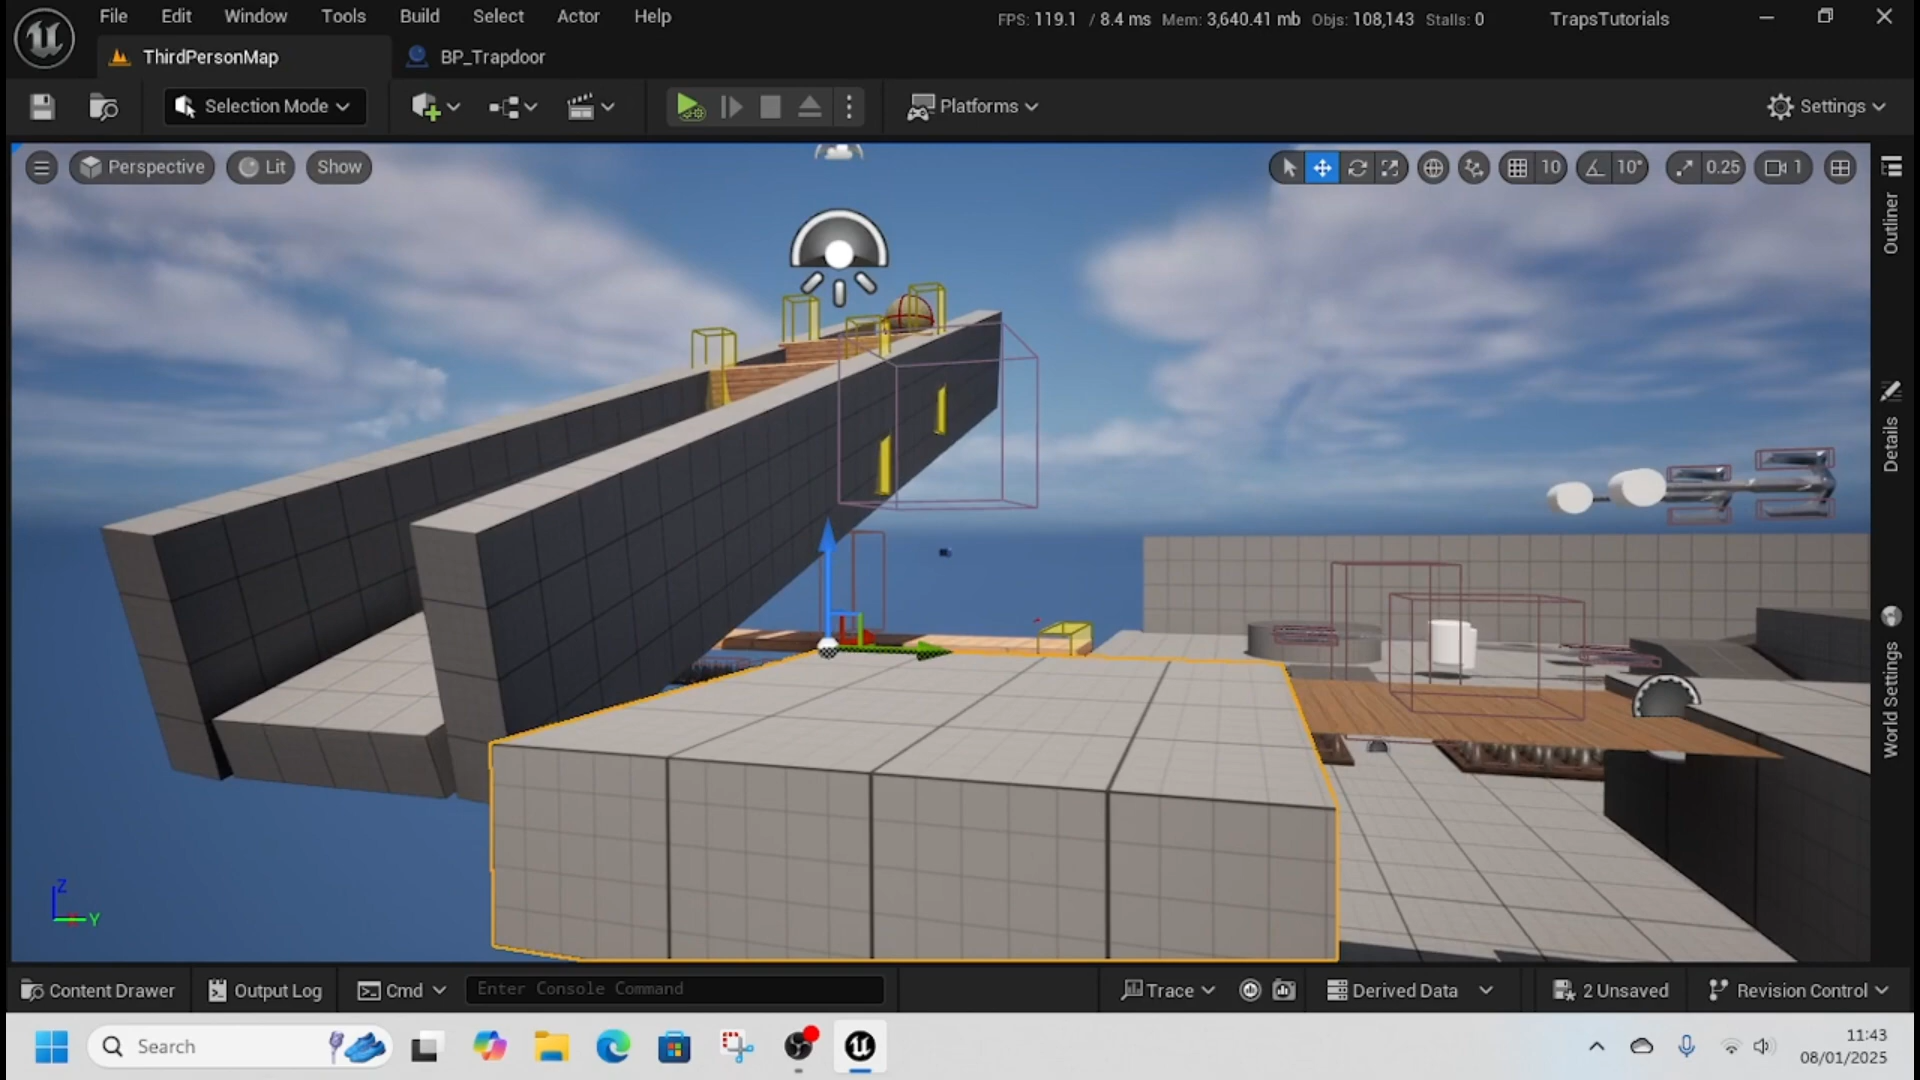 File Edit Window Tools Build Select Actor Help FPS: 119.1 / 8.4 ms Mem: 3,640.41 mb Objs: 108,143 Stalls: 0 TrapsTutorials
ThirdPersonMap BP_Trapdoor
Selection Mode Platforms Settings
Perspective Lit Show 10 10° 0.25 1
Outliner
Details
World Settings
Z
Y
Content Drawer Output Log Cmd Enter Console Command Trace Derived Data 2 Unsaved Revision Control
Search
11:43
08/01/2025